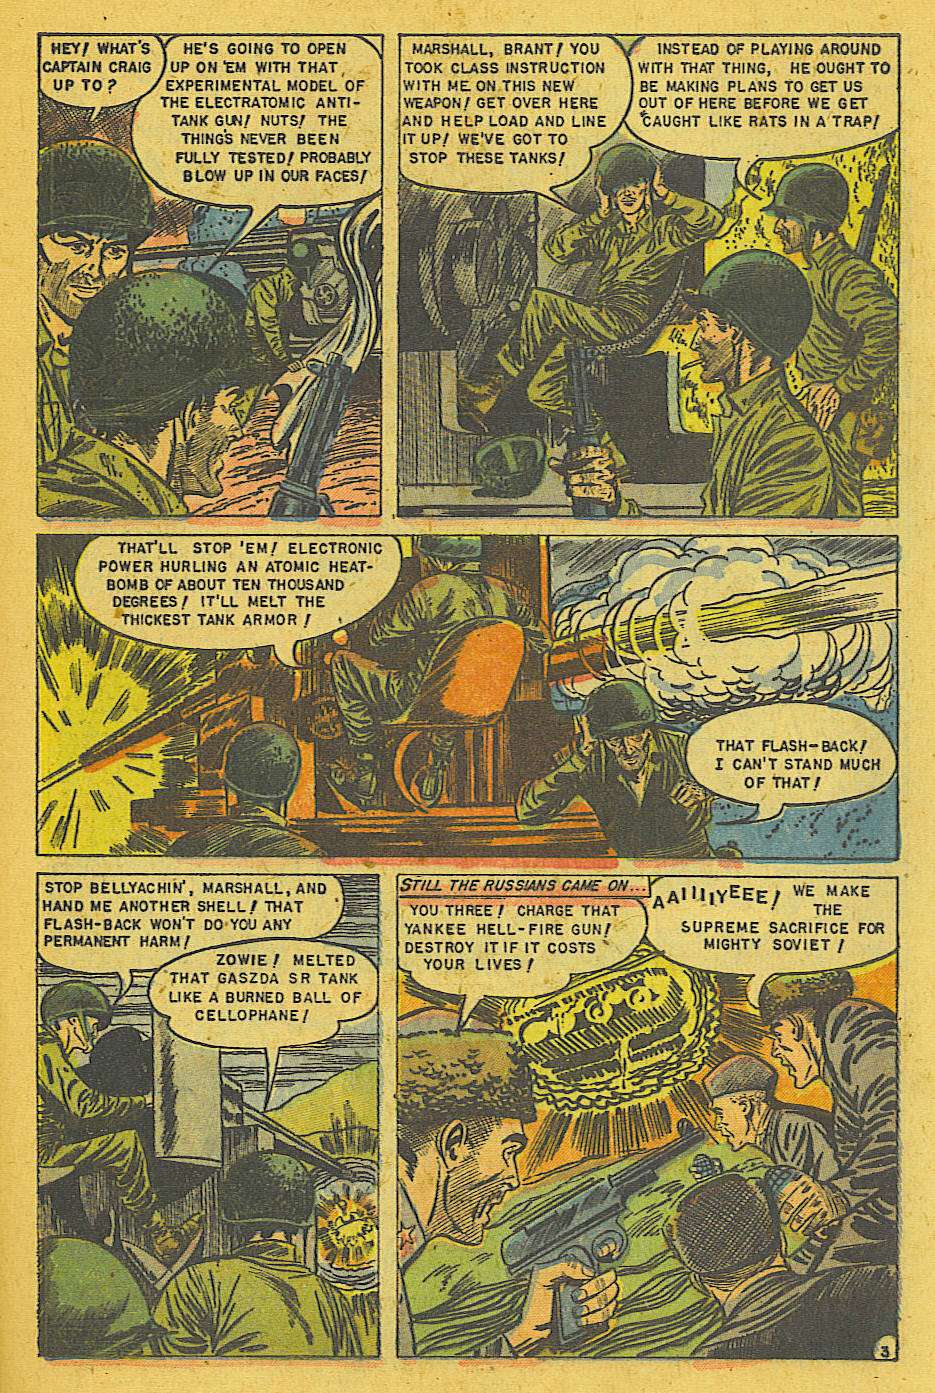 HEY! WHAT'S
CAPTAIN CRAIG
UP TO?
HE'S GOING TO OPEN
UP ON 'EM WITH THAT
EXPERIMENTAL MODEL OF
THE ELECTRATOMIC ANTI-
TANK GUN! NUTS! THE
THING'S NEVER BEEN
FULLY TESTED! PROBABLY
BLOW UP IN OUR FACES!
MARSHALL, BRANT! YOU
TOOK CLASS INSTRUCTION
WITH ME ON THIS NEW
WEAPON! GET OVER HERE
AND HELP LOAD AND LINE
IT UP! WE'VE GOT TO
STOP THESE TANKS!
INSTEAD OF PLAYING AROUND
WITH THAT THING, HE OUGHT TO
BE MAKING PLANS TO GET US
OUT OF HERE BEFORE WE GET
CAUGHT LIKE RATS IN A TRAP!
THAT'LL STOP 'EM! ELECTRONIC
POWER HURLING AN ATOMIC HEAT-
BOMB OF ABOUT TEN THOUSAND
DEGREES! IT'LL MELT THE
THICKEST TANK ARMOR!
THAT FLASH-BACK!
I CAN'T STAND MUCH
OF THAT!
STOP BELLYACHIN', MARSHALL, AND
HAND ME ANOTHER SHELL! THAT
FLASH-BACK WON'T DO YOU ANY
PERMANENT HARM!
ZOWIE! MELTED
THAT GASZDA SR TANK
LIKE A BURNED BALL OF
CELLOPHANE!
STILL THE RUSSIANS CAME ON...
YOU THREE! CHARGE THAT
YANKEE HELL-FIRE GUN!
DESTROY IT IF IT COSTS
YOUR LIVES!
AAIIIIYEEE! WE MAKE
THE
SUPREME SACRIFICE FOR
MIGHTY SOVIET!
3